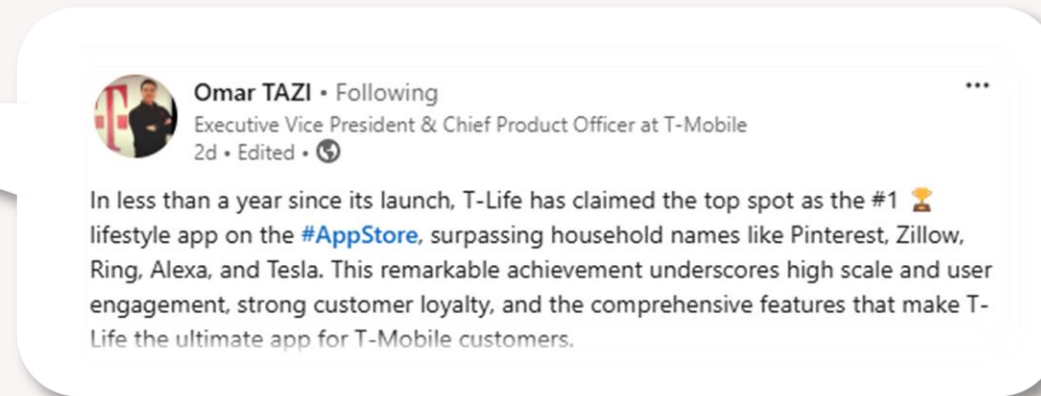 Omar TAZI • Following
Executive Vice President & Chief Product Officer at T-Mobile
2d • Edited •
In less than a year since its launch, T-Life has claimed the top spot as the #1 🏆
lifestyle app on the #AppStore, surpassing household names like Pinterest, Zillow,
Ring, Alexa, and Tesla. This remarkable achievement underscores high scale and user
engagement, strong customer loyalty, and the comprehensive features that make T-
Life the ultimate app for T-Mobile customers.